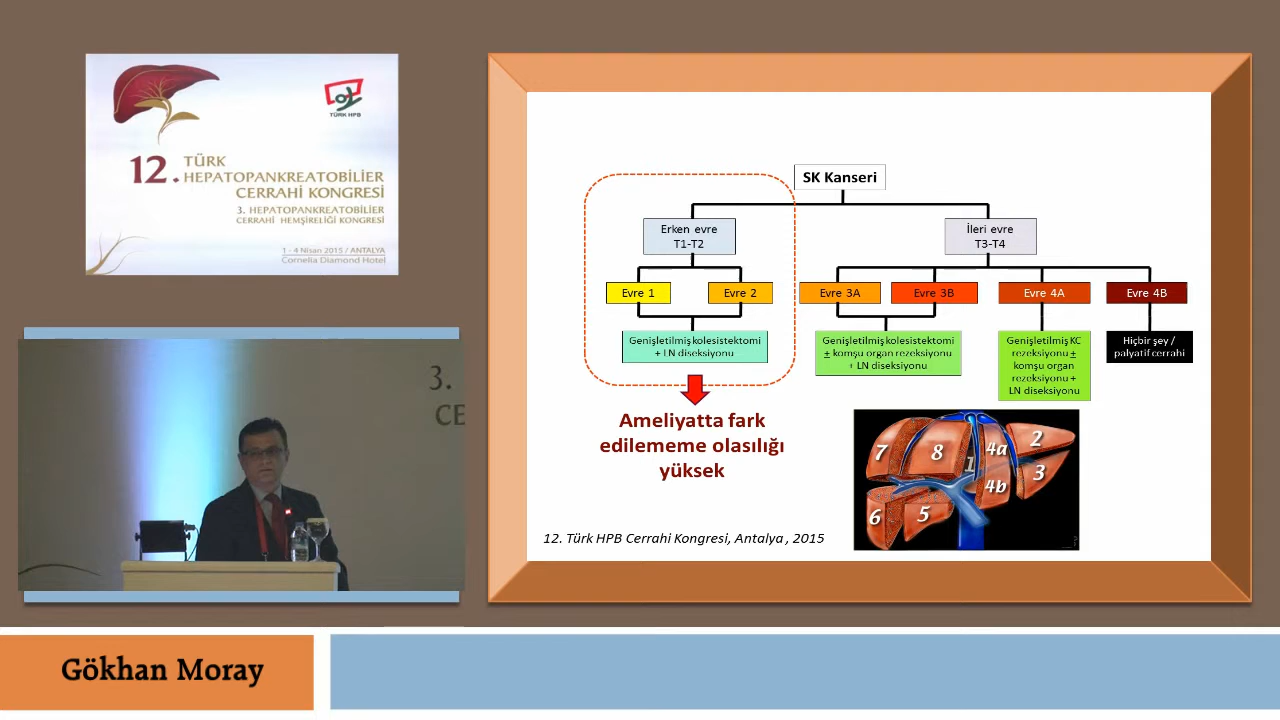 TÜRK HPB
12. TÜRK
HEPATOPANKREATOBİLİER
CERRAHİ KONGRESİ
3. HEPATOPANKREATOBİLİER
CERRAHİ HEMŞİRELİĞİ KONGRESİ
1 - 4 Nisan 2015 / ANTALYA
Cornelia Diamond Hotel
3.
CE
Gökhan Moray
SK Kanseri
Erken evre
T1-T2
İleri evre
T3-T4
Evre 1
Evre 2
Evre 3A
Evre 3B
Evre 4A
Evre 4B
Genişletilmiş kolesistektomi
+ LN diseksiyonu
Genişletilmiş kolesistektomi
± komşu organ rezeksiyonu
+ LN diseksiyonu
Genişletilmiş KC
rezeksiyonu ±
komşu organ
rezeksiyonu +
LN diseksiyonu
Hiçbir şey /
palyatif cerrahi
Ameliyatta fark
edilememe olasılığı
yüksek
7
8
1
4a
2
3
4b
6
5
12. Türk HPB Cerrahi Kongresi, Antalya , 2015